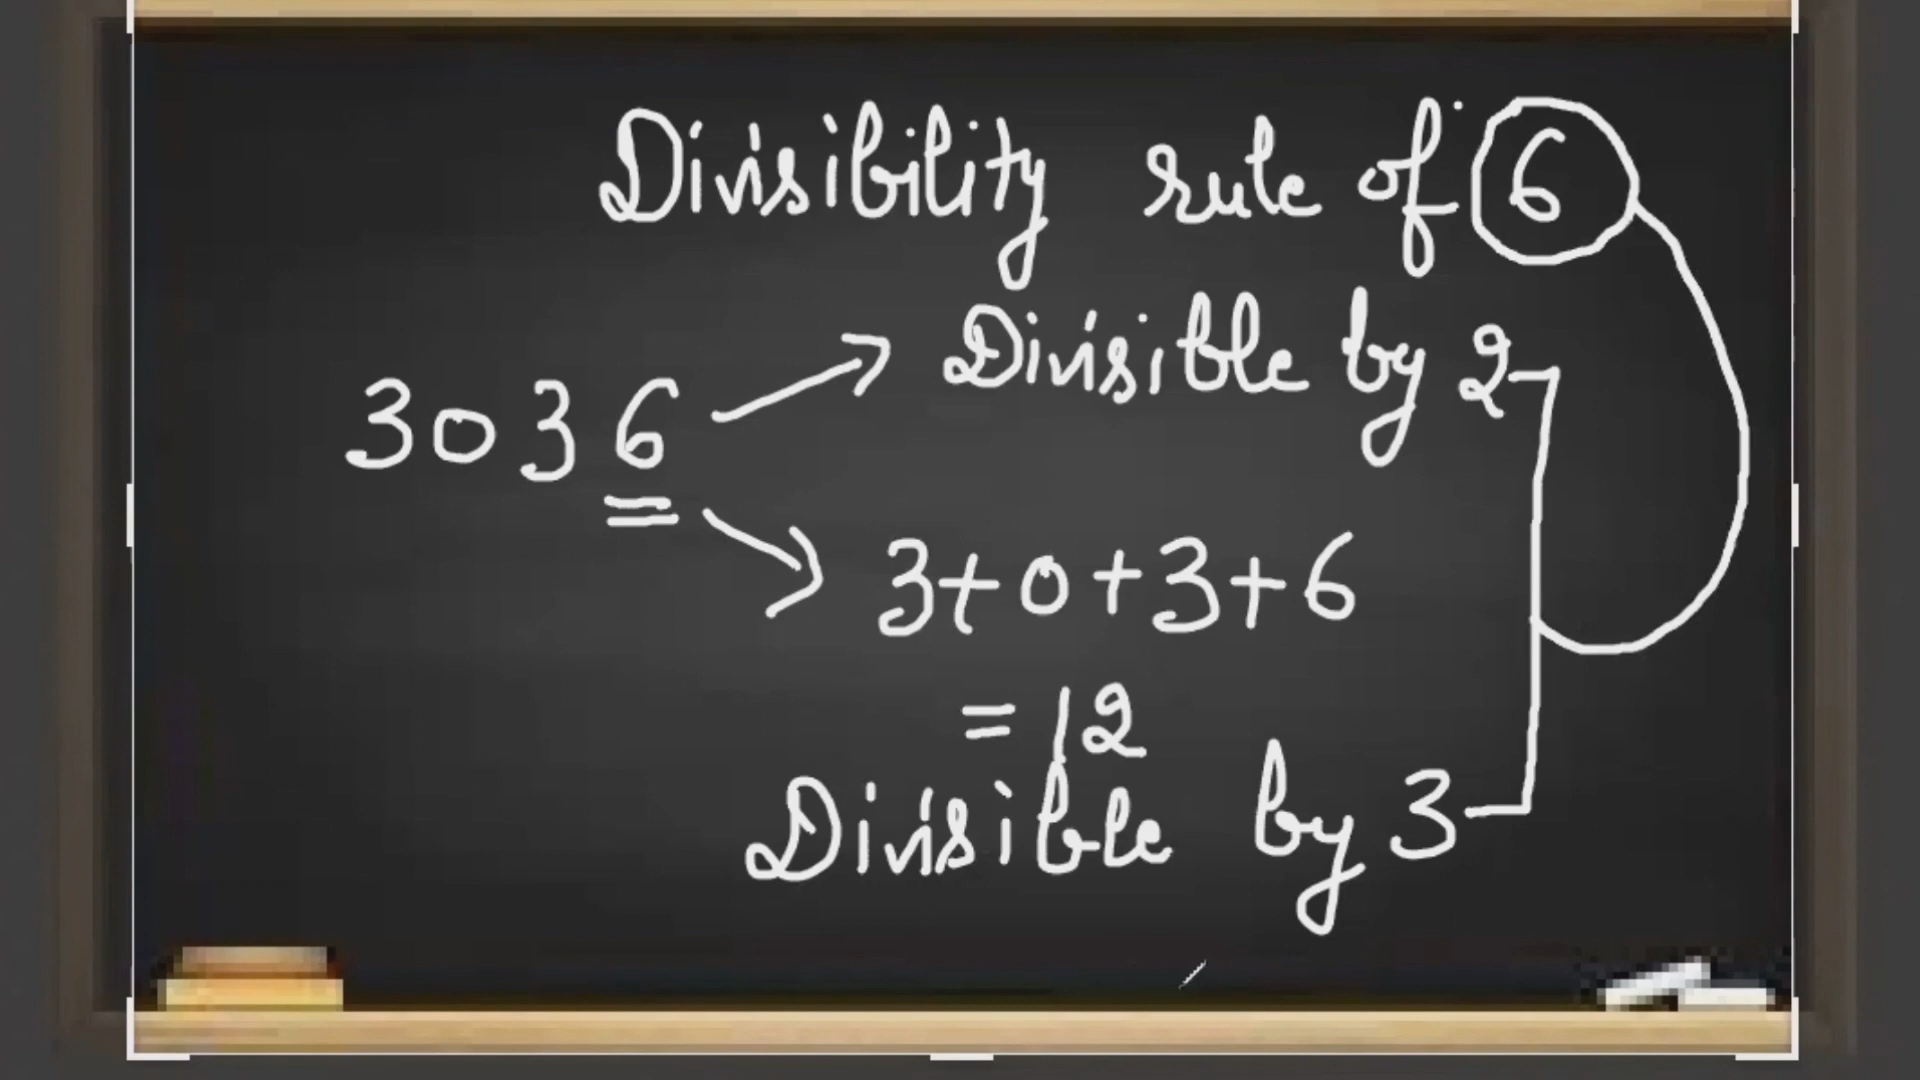 Divisibility rule of 6
Divisible by 2
3036
3+0+3+6
= 12
Divisible by 3